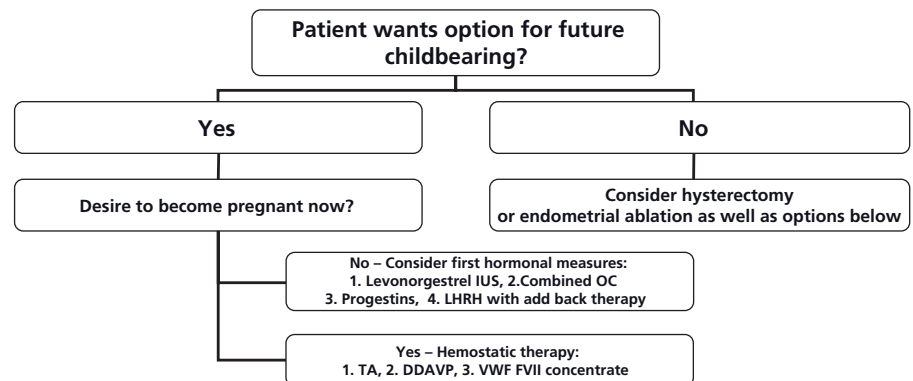 Patient wants option for future
childbearing?
Yes
No
Desire to become pregnant now?
Consider hysterectomy
or endometrial ablation as well as options below
No – Consider first hormonal measures:
1. Levonorgestrel IUS, 2.Combined OC
3. Progestins, 4. LHRH with add back therapy
Yes – Hemostatic therapy:
1. TA, 2. DDAVP, 3. VWF FVII concentrate